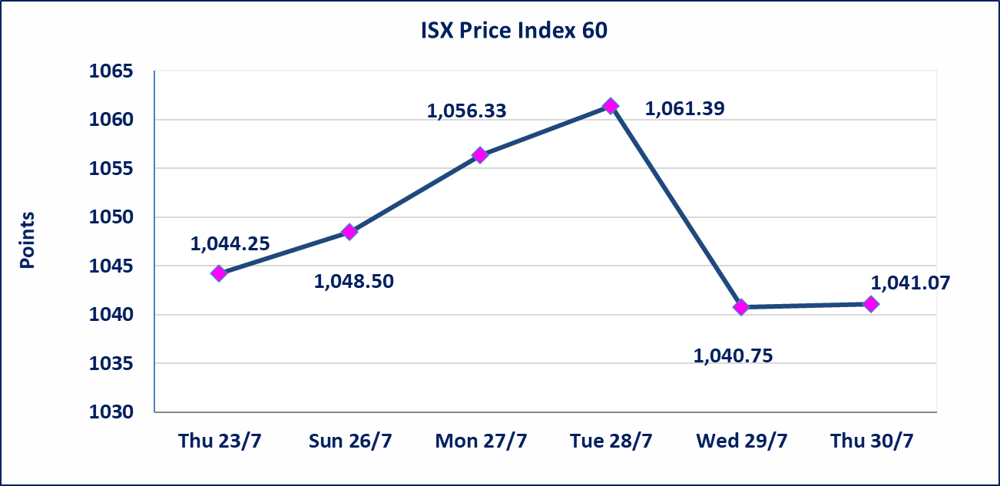 ISX Price Index 60
Points
1065
1060
1055
1050
1045
1040
1035
1030
1,044.25
1,048.50
1,056.33
1,061.39
1,040.75
1,041.07
Thu 23/7
Sun 26/7
Mon 27/7
Tue 28/7
Wed 29/7
Thu 30/7